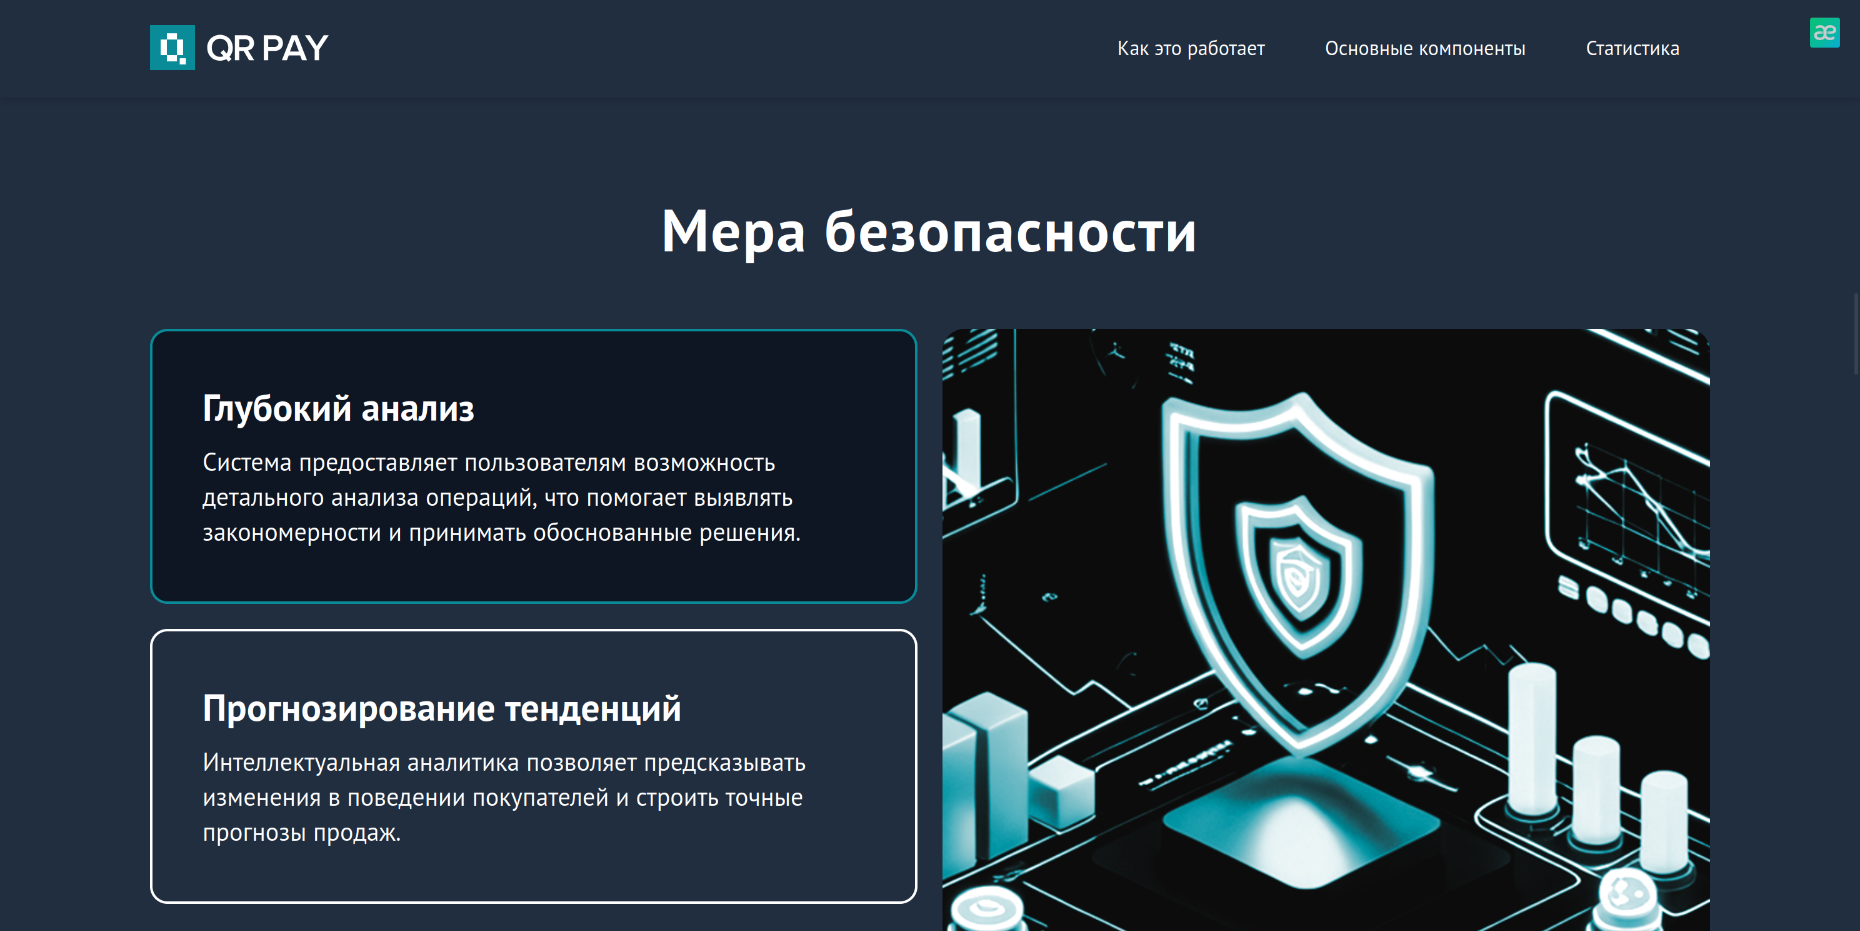 QR PAY
Как это работает
Основные компоненты
Статистика
æ
Мера безопасности
Глубокий анализ
Система предоставляет пользователям возможность
детального анализа операций, что помогает выявлять
закономерности и принимать обоснованные решения.
Прогнозирование тенденций
Интеллектуальная аналитика позволяет предсказывать
изменения в поведении покупателей и строить точные
прогнозы продаж.